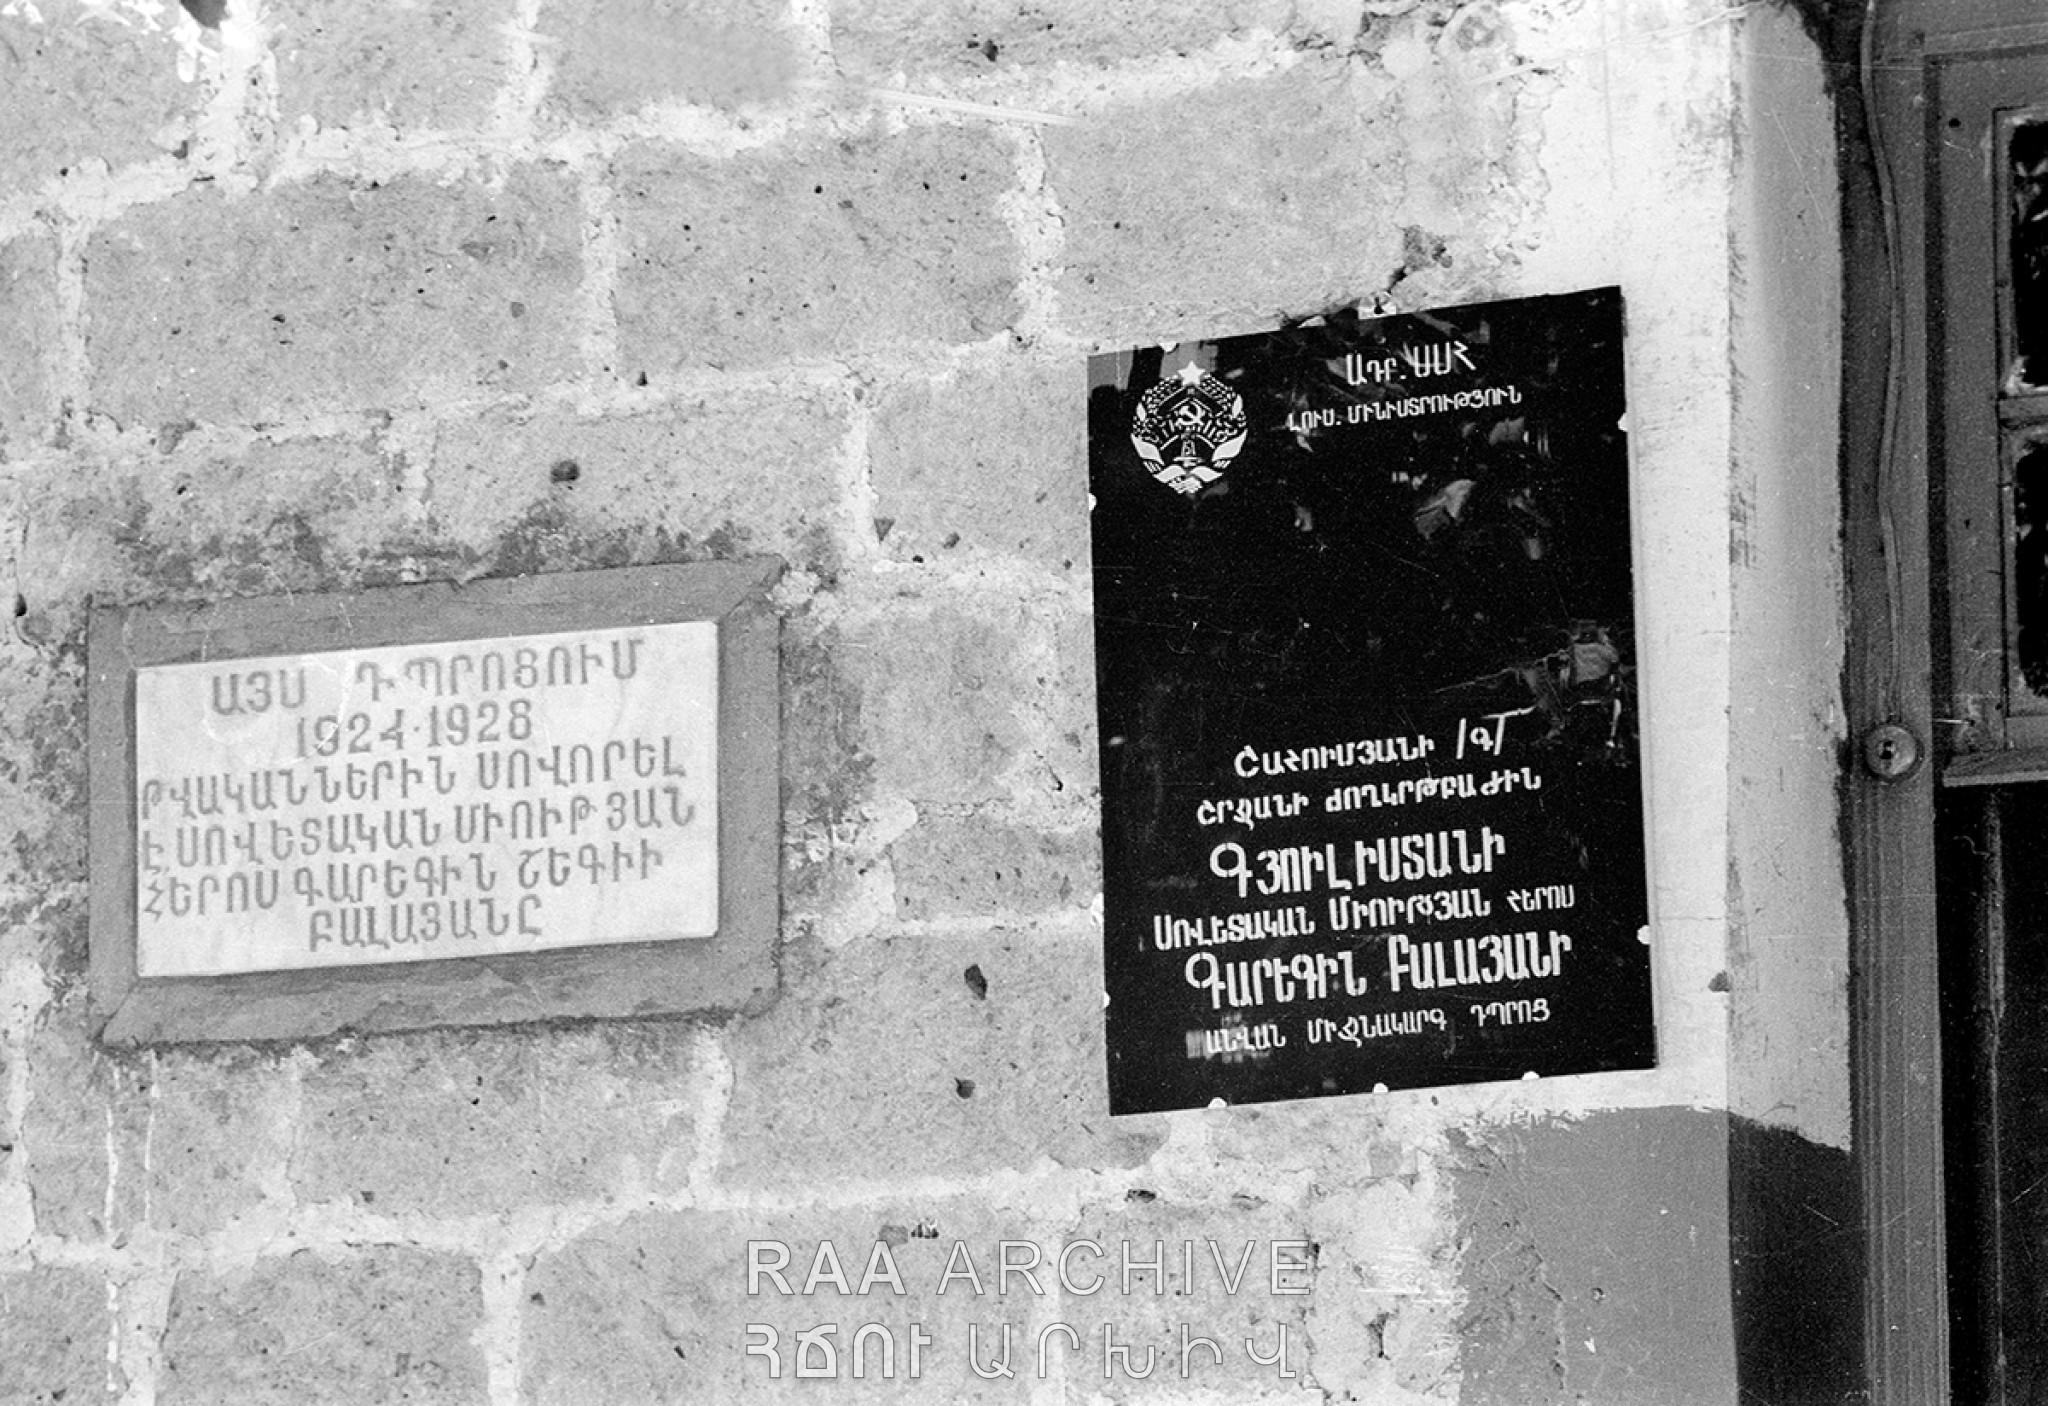 ԱՅՍ ԴՊՐՈՑՈՒՄ
1924-1928
ԹՎԱԿԱՆՆԵՐԻՆ ՍՈՎՈՐԵԼ
Է ՍՈՎԵՏԱԿԱՆ ՄԻՈՒԹՅԱՆ
ՀԵՐՈՍ ԳԱՐԵԳԻՆ ՇԵԳԻԻ
ԲԱԼԱՅԱՆԸ
ԱԴԲ. ՍՍՀ
ԼՈՒՍ. ՄԻՆԻՍՏՐՈՒԹՅՈՒՆ
ՇԱՀՈՒՄՅԱՆԻ /Գ/
ՇՐՋԱՆԻ ԺՈՂԿՐԹԲԱԺԻՆ
ԳՅՈՒԼԻՍՏԱՆԻ
ՍՈՎԵՏԱԿԱՆ ՄԻՈՒԹՅԱՆ ՀԵՐՈՍ
ԳԱՐԵԳԻՆ ԲԱԼԱՅԱՆԻ
ԱՆՎԱՆ ՄԻՋՆԱԿԱՐԳ ԴՊՐՈՑ
RAA ARCHIVE
ՀՃՈՒ ԱՐԽԻՎ